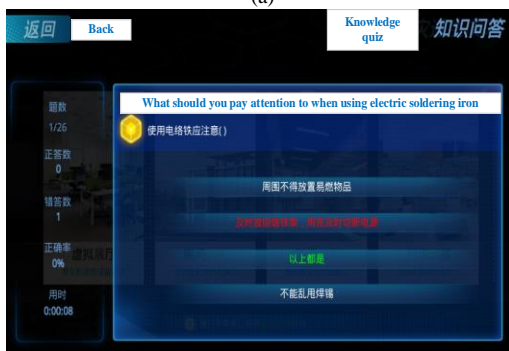 (a)
返回
Back
Knowledge quiz
知识问答
题数
1/26
正答数
0
错答数
1
正确率
0%
用时
0:00:08
What should you pay attention to when using electric soldering iron
使用电络铁应注意( )
周围不得放置易燃物品
以上都是
不能乱甩焊锡